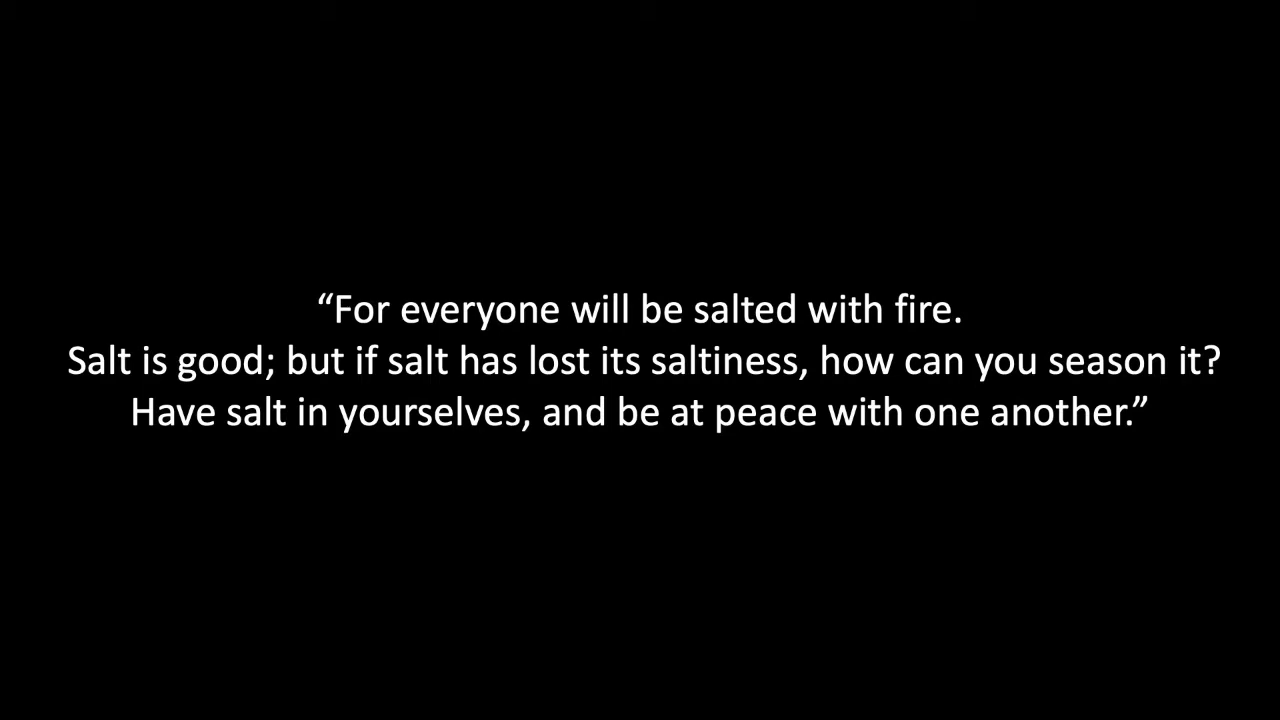 “For everyone will be salted with fire.
Salt is good; but if salt has lost its saltiness, how can you season it?
Have salt in yourselves, and be at peace with one another.”